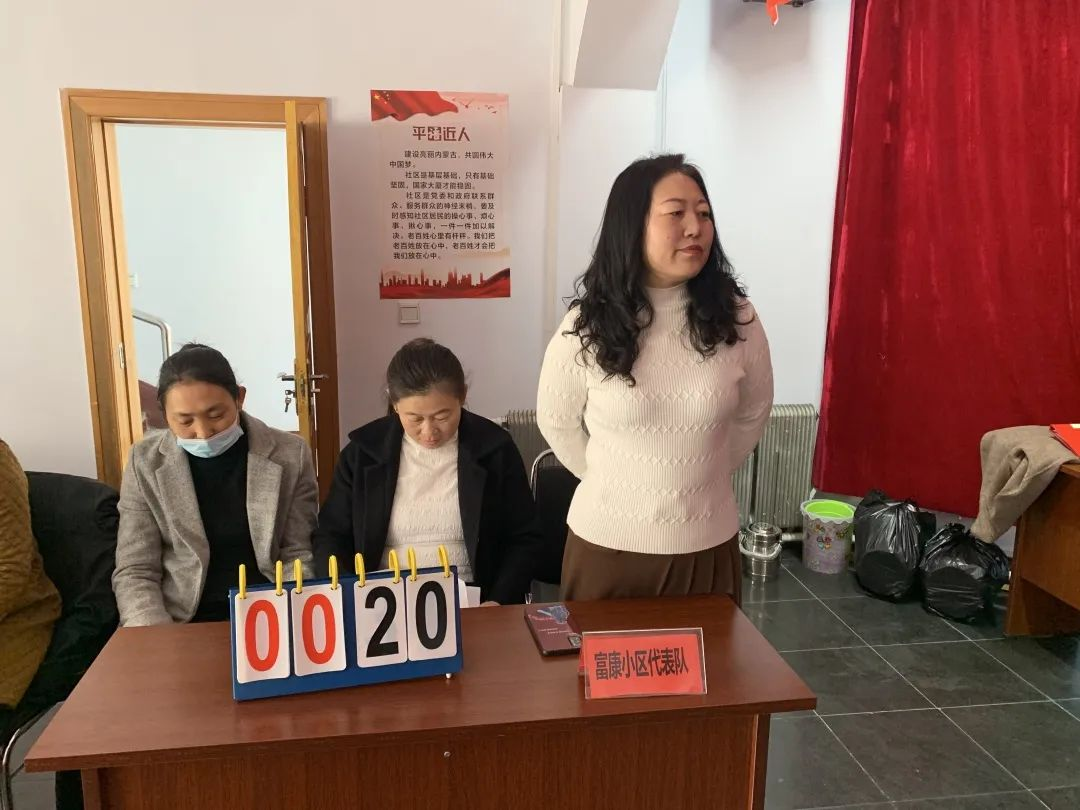 平易近人
建设亮丽内蒙古，共圆伟大
中国梦。
社区是基层基础，只有基础
坚固，国家大厦才能稳固。
社区是党委和政府联系群
众、服务群众的神经末梢，要及
时感知社区居民的操心事、烦心
事、揪心事，一件一件加以解
决。老百姓心里有杆秤。我们把
老百姓放在心中，老百姓才会把
我们放在心中。
0 0 2 0
富康小区代表队